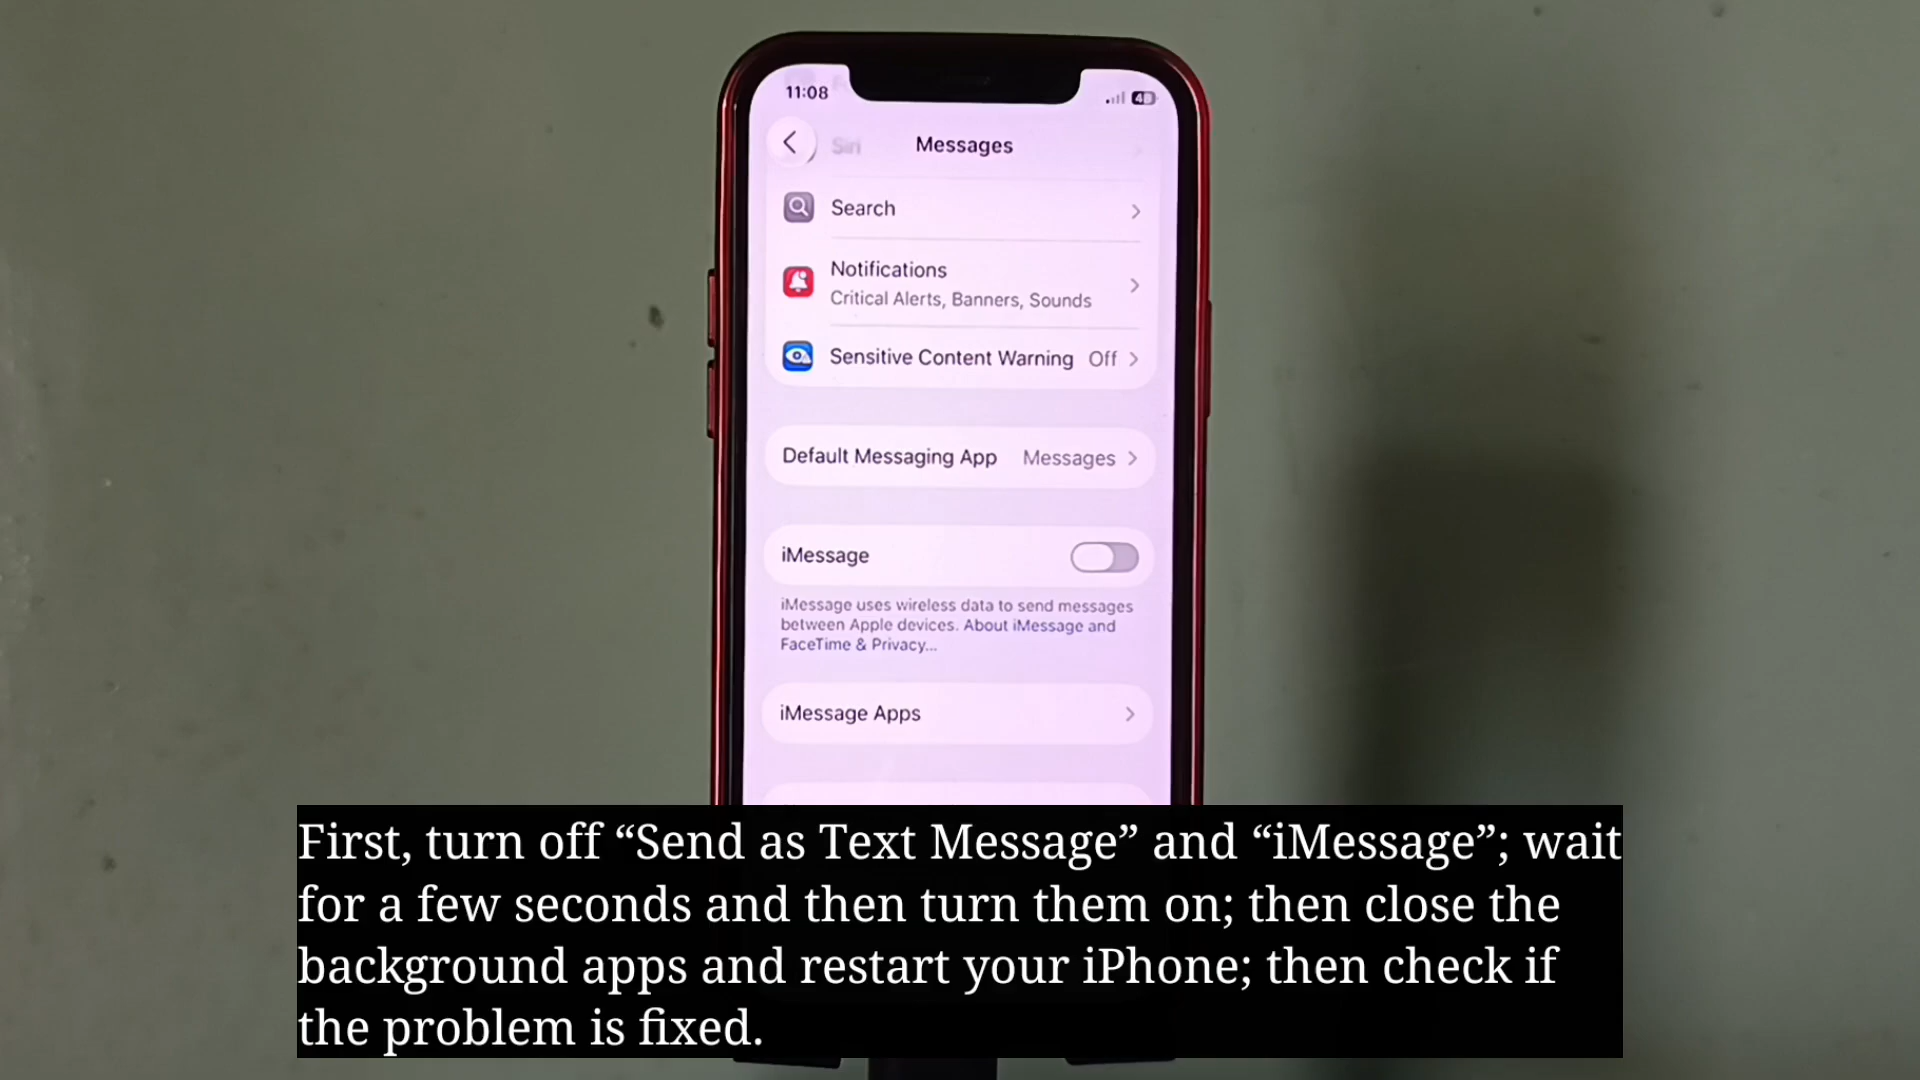 11:08
48
Siri
Messages
Search
Notifications
Critical Alerts, Banners, Sounds
Sensitive Content Warning Off
Default Messaging App Messages
iMessage
iMessage uses wireless data to send messages
between Apple devices. About iMessage and
FaceTime & Privacy...
iMessage Apps
First, turn off “Send as Text Message” and “iMessage”; wait
for a few seconds and then turn them on; then close the
background apps and restart your iPhone; then check if
the problem is fixed.